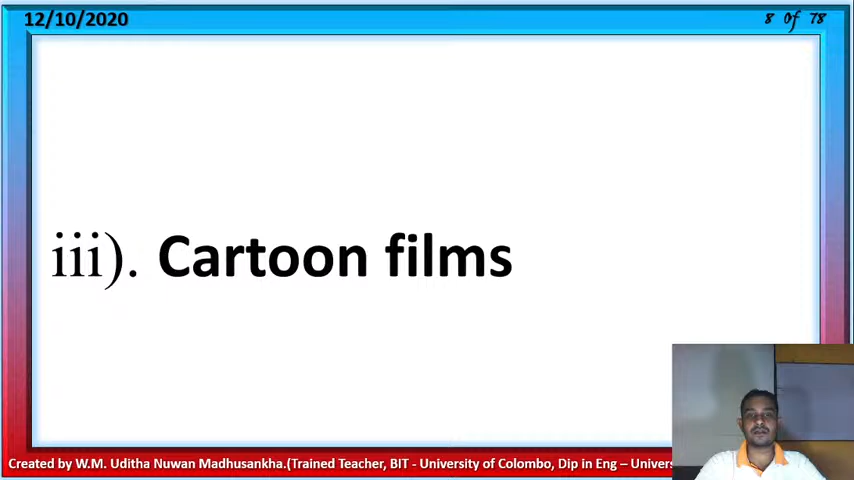 12/10/2020
8 of 78
iii). Cartoon films
Created by W.M. Uditha Nuwan Madhusankha.(Trained Teacher, BIT - University of Colombo, Dip in Eng – Univers